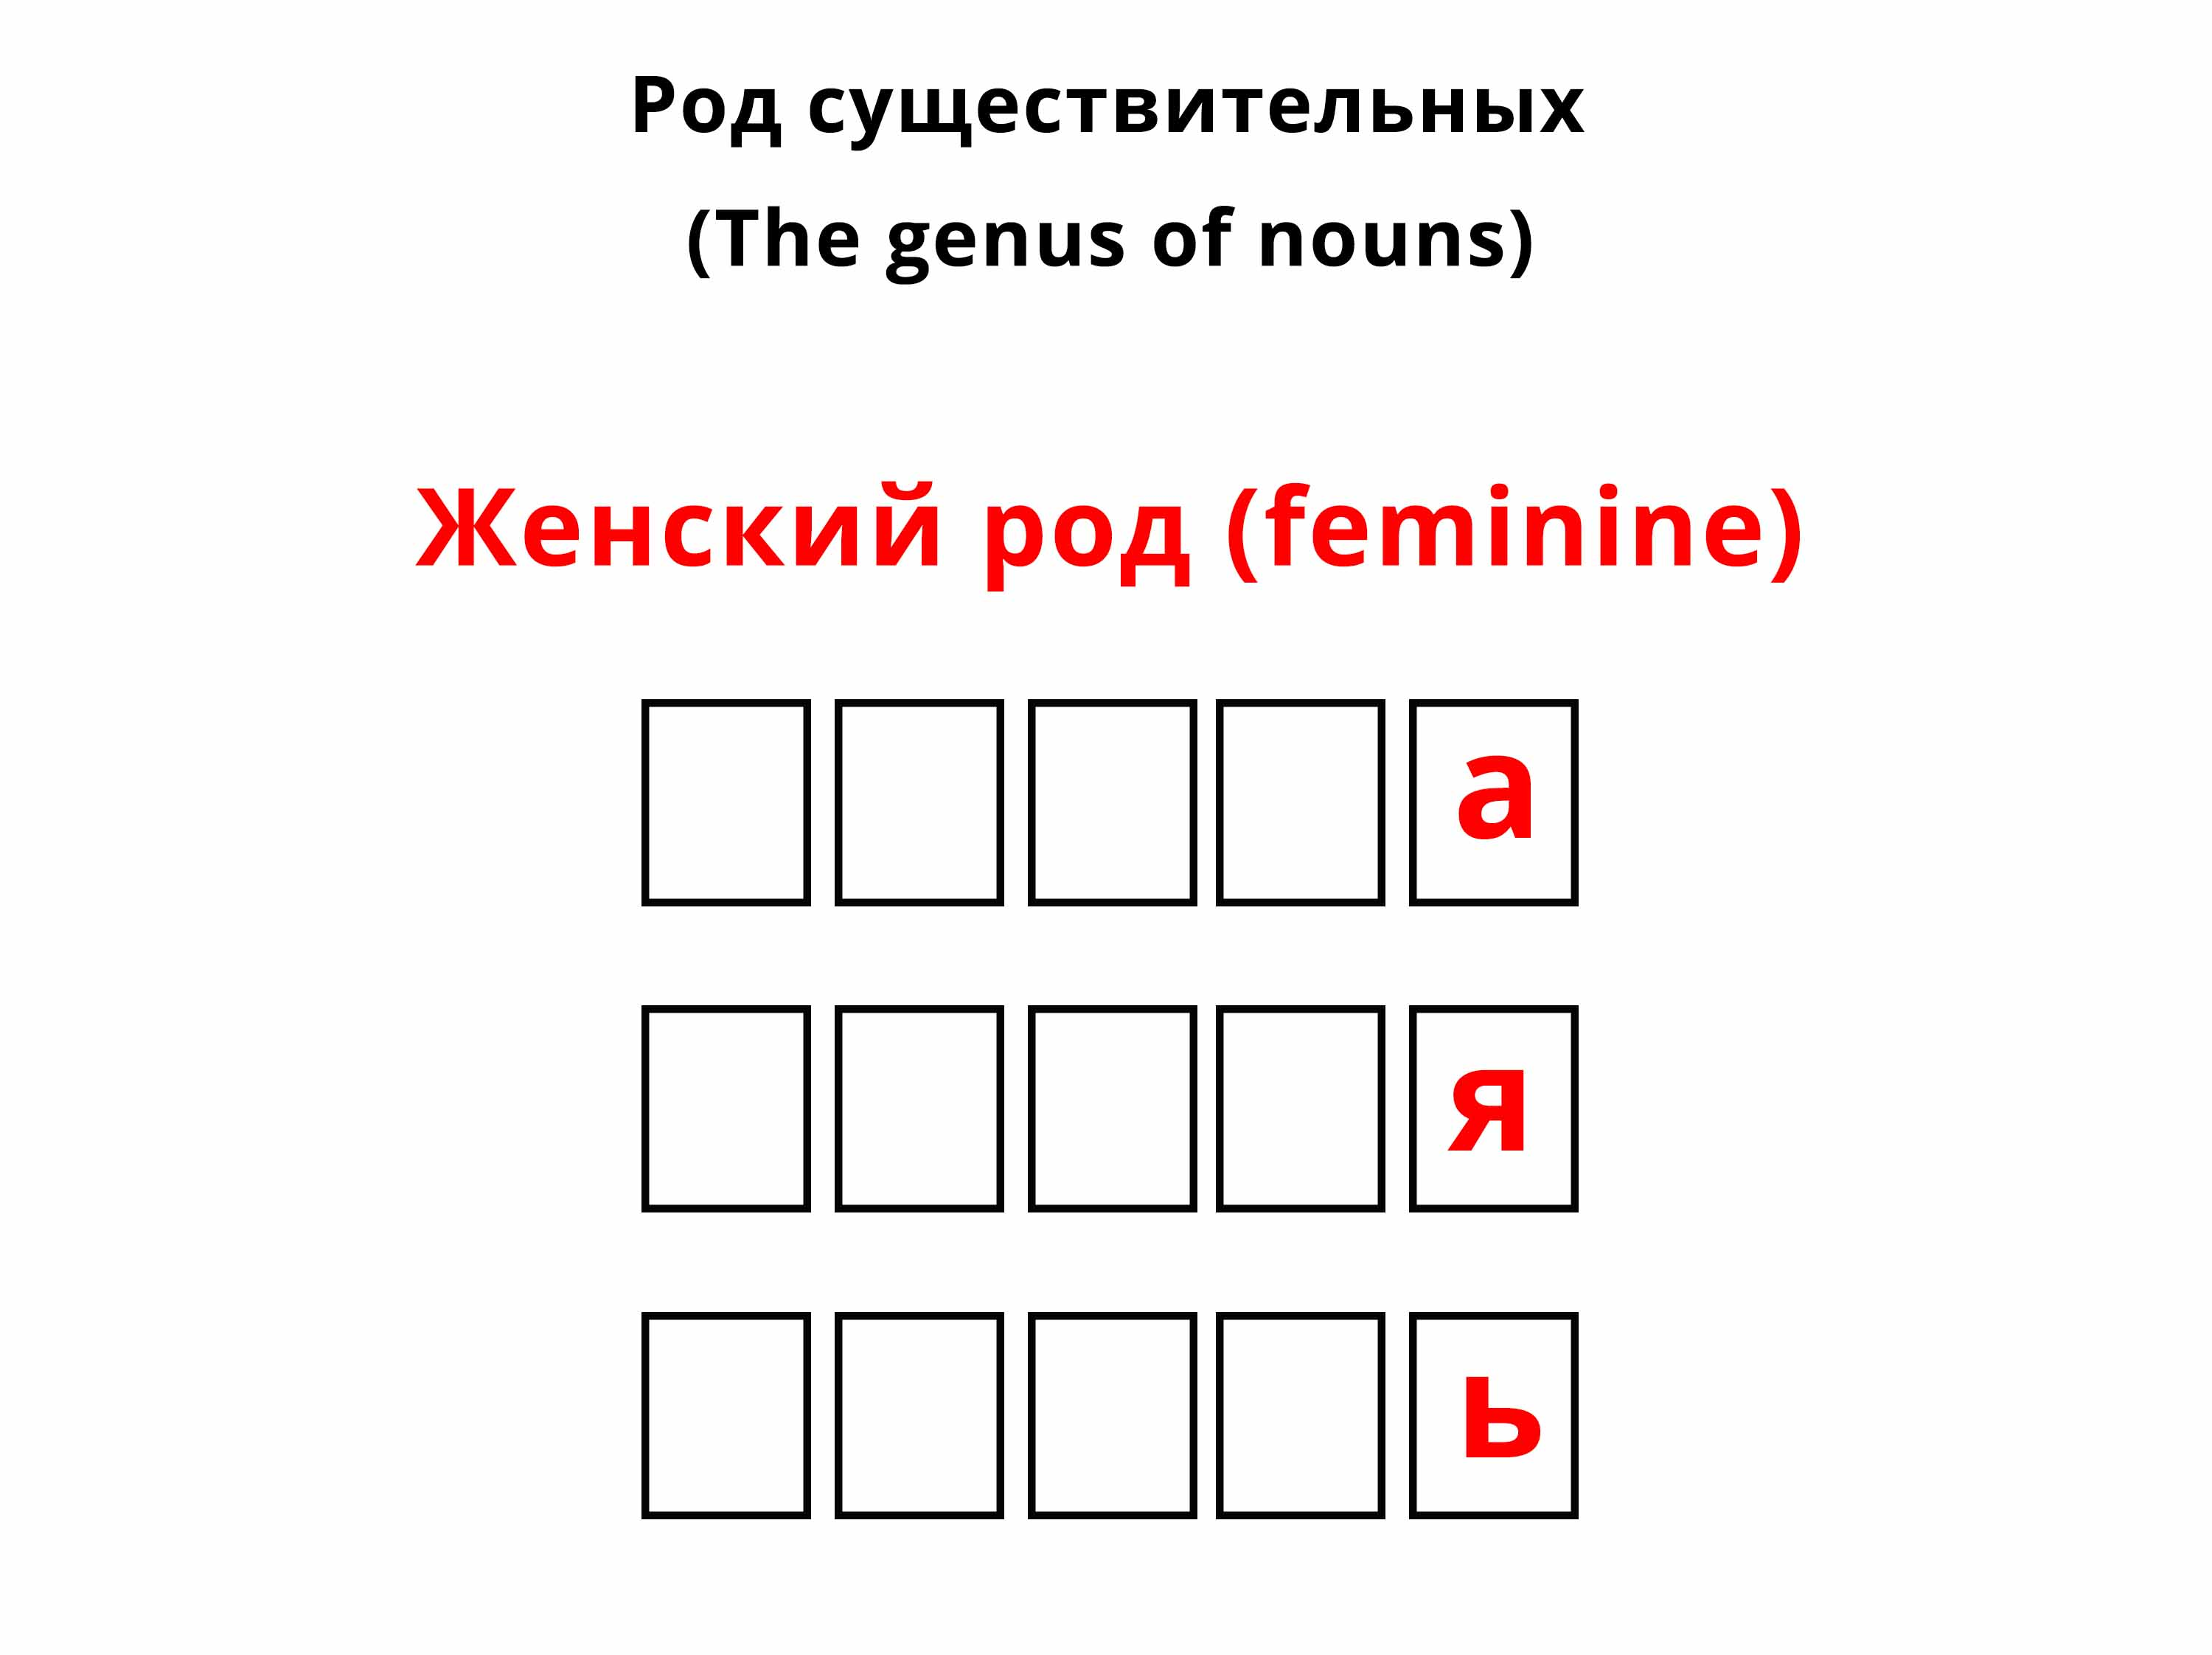 Род существительных
(The genus of nouns)
Женский род (feminine)
а
я
ь